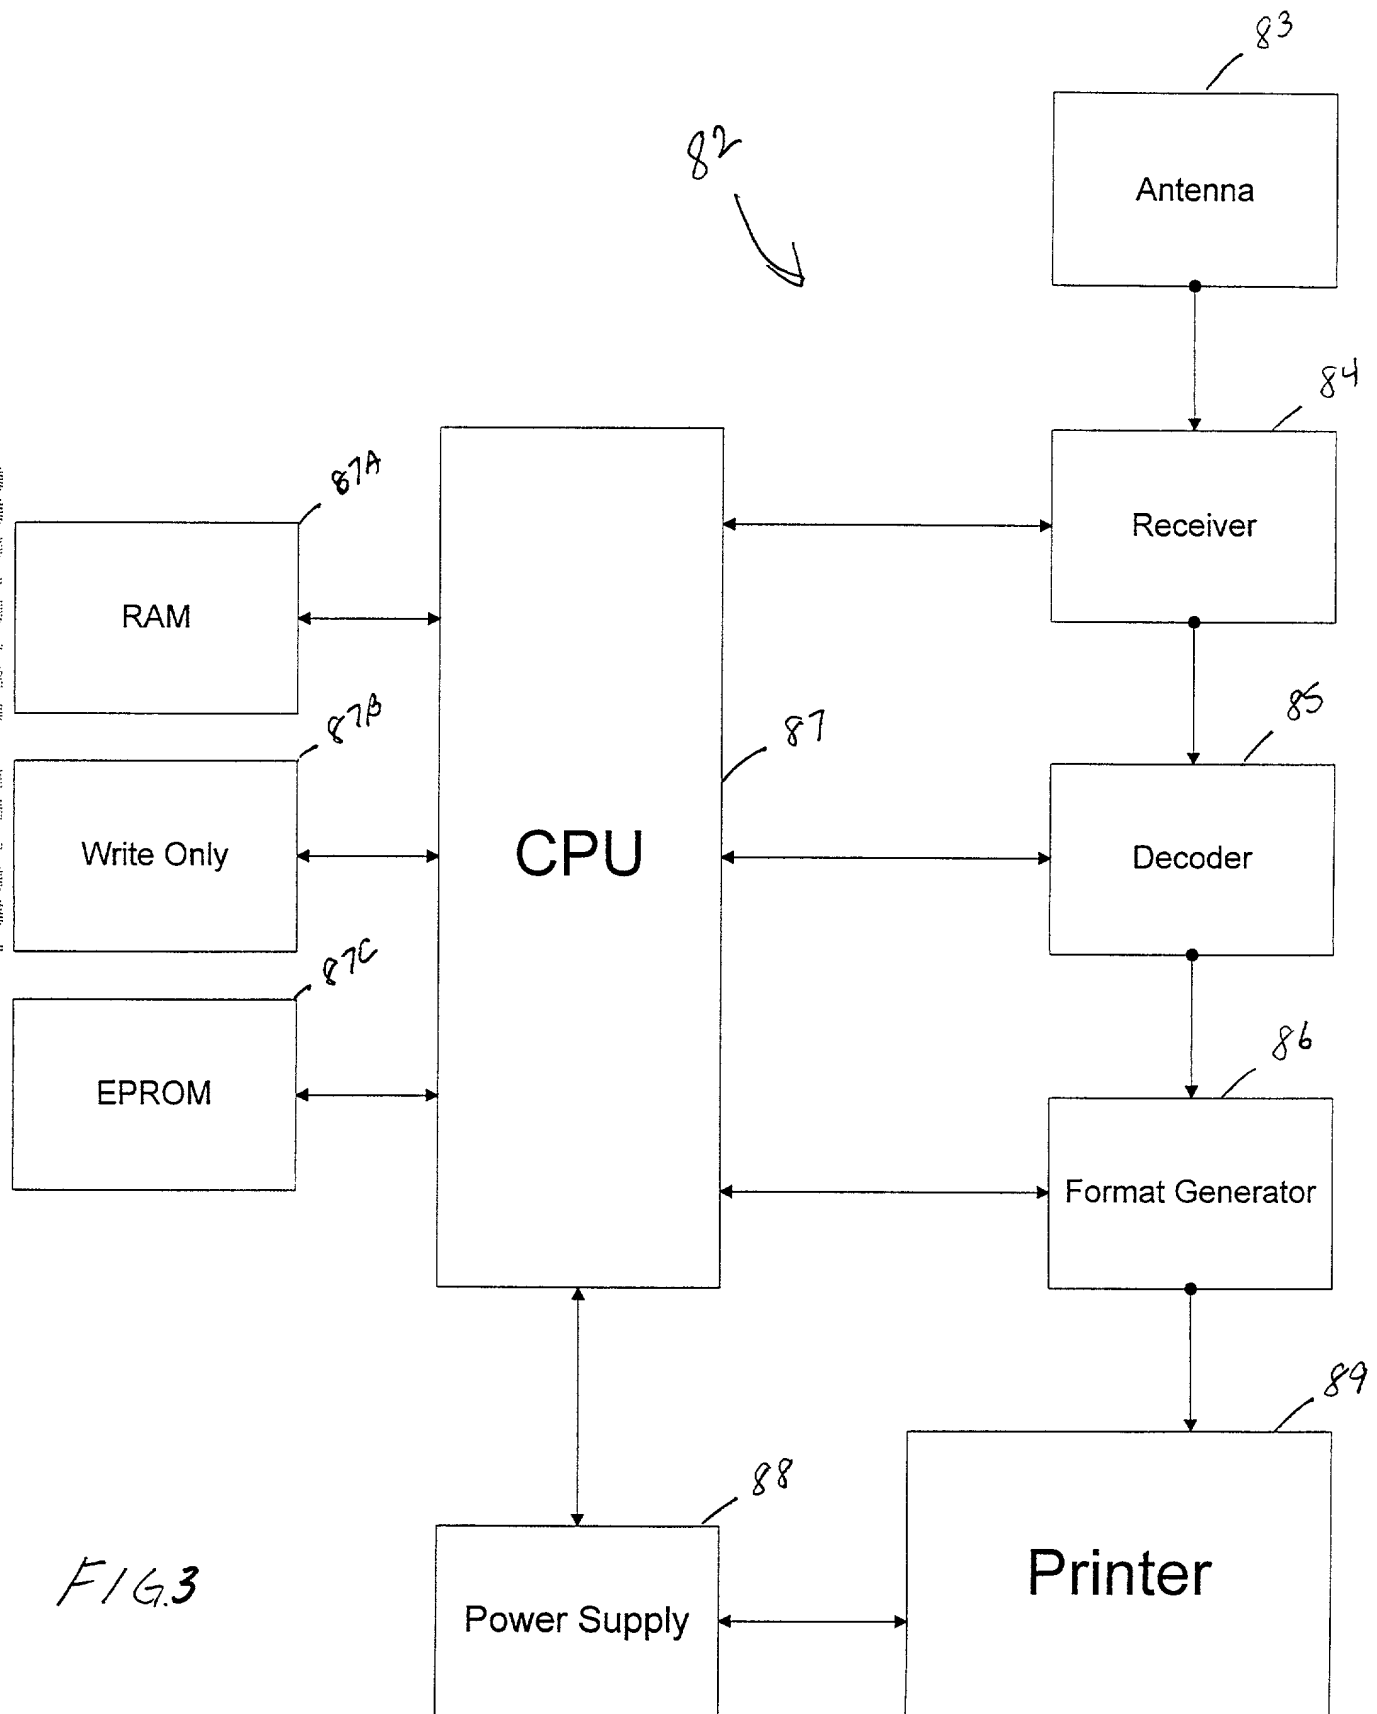 83
82
Antenna
84
87A
Receiver
RAM
87B
85
87
CPU
Write Only
Decoder
87C
86
EPROM
Format Generator
89
88
Printer
FIG.3
Power Supply